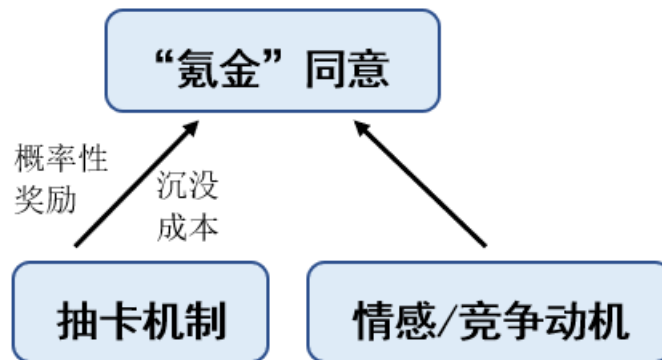 “氪金”同意
概率性
奖励
沉没
成本
抽卡机制
情感/竞争动机